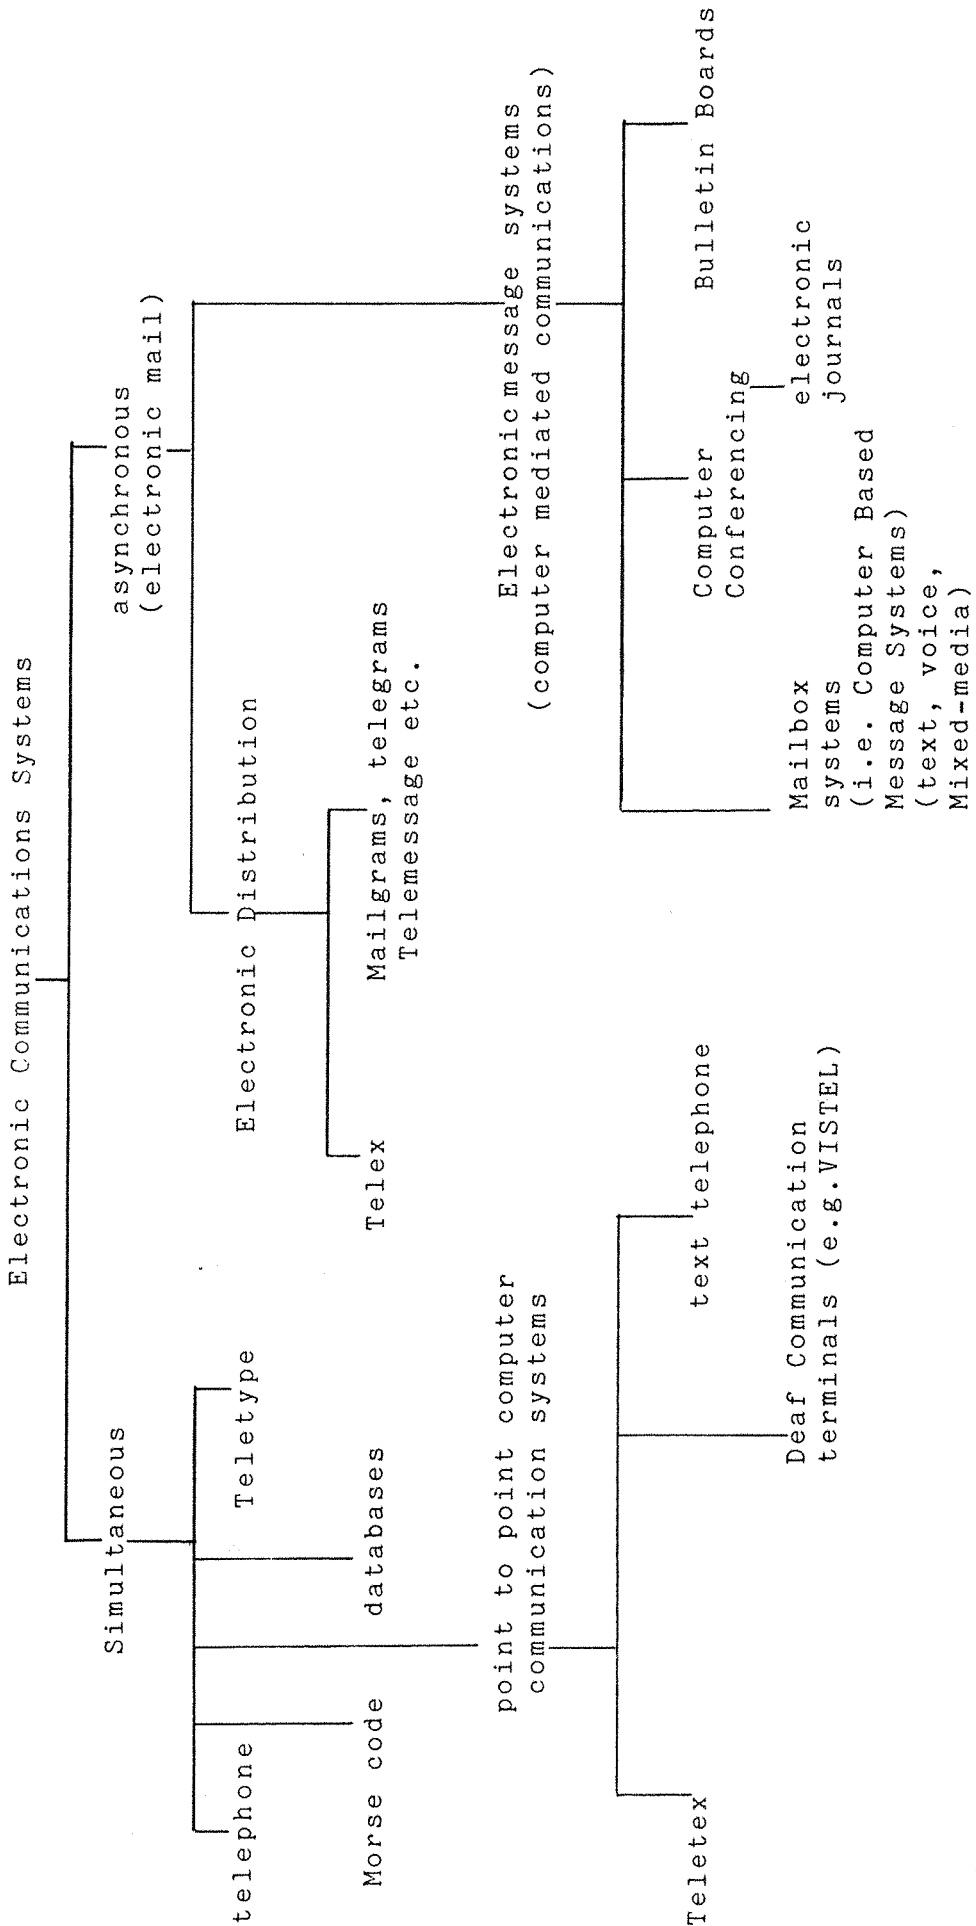 Electronic Communications Systems
Simultaneous
asynchronous
(electronic mail)
telephone
Teletype
Electronic Distribution
Morse code
databases
Telex
Mailgrams, telegrams
Telemessage etc.
point to point computer
communication systems
Electronic message systems
(computer mediated communications)
Teletex
text telephone
Computer
Conferencing
Bulletin Boards
Deaf Communication
terminals (e.g.VISTEL)
Mailbox
systems
(i.e. Computer Based
Message Systems)
(text, voice,
Mixed-media)
electronic
journals